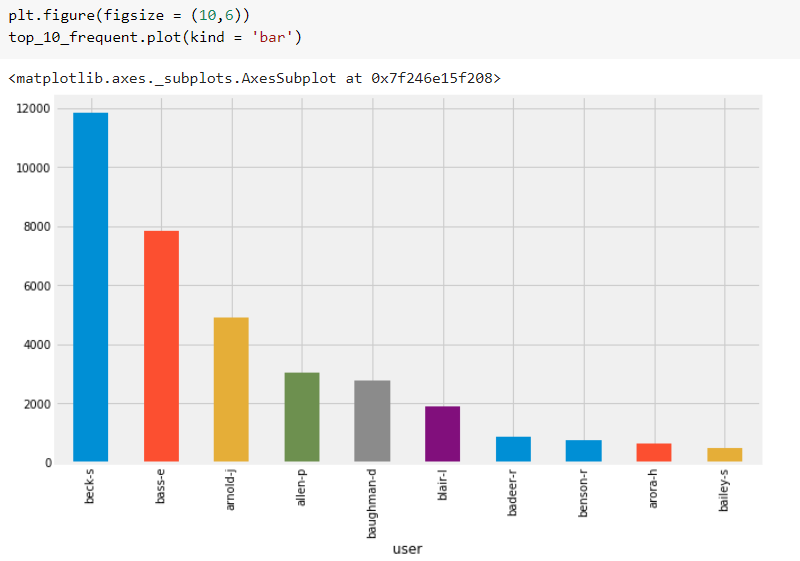 plt.figure(figsize = (10,6))
top_10_frequent.plot(kind = 'bar')
<matplotlib.axes._subplots.AxesSubplot at 0x7f246e15f208>
12000
10000
8000
6000
4000
2000
0
beck-s
bass-e
arnold-j
allen-p
baughman-d
blair-l
badeer-r
benson-r
arora-h
bailey-s
user